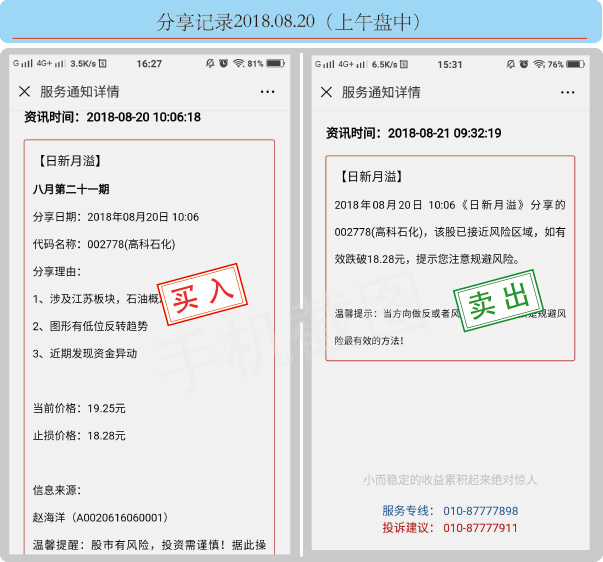 分享记录2018.08.20（上午盘中）
G 4G+ 3.5K/s 16:27 81%
服务通知详情
资讯时间：2018-08-20 10:06:18
【日新月溢】
八月第二十一期
分享日期：2018年08月20日 10:06
代码名称：002778(高科石化)
分享理由：
1、涉及江苏板块，石油概
2、图形有低位反转趋势
3、近期发现资金异动
买入
当前价格：19.25元
止损价格：18.28元
信息来源：
赵海洋（A0020616060001）
温馨提醒：股市有风险，投资需谨慎！据此操
G 4G+ 6.5K/s 15:31 76%
服务通知详情
资讯时间：2018-08-21 09:32:19
【日新月溢】
2018年08月20日 10:06《日新月溢》分享的
002778(高科石化)，该股已接近风险区域，如有
效跌破18.28元，提示您注意规避风险。
卖出
温馨提示：当方向做反或者风 是规避风
险最有效的方法！
手机截图
小而稳定的收益累积起来绝对惊人
服务专线： 010-87777898
投诉建议： 010-87777911